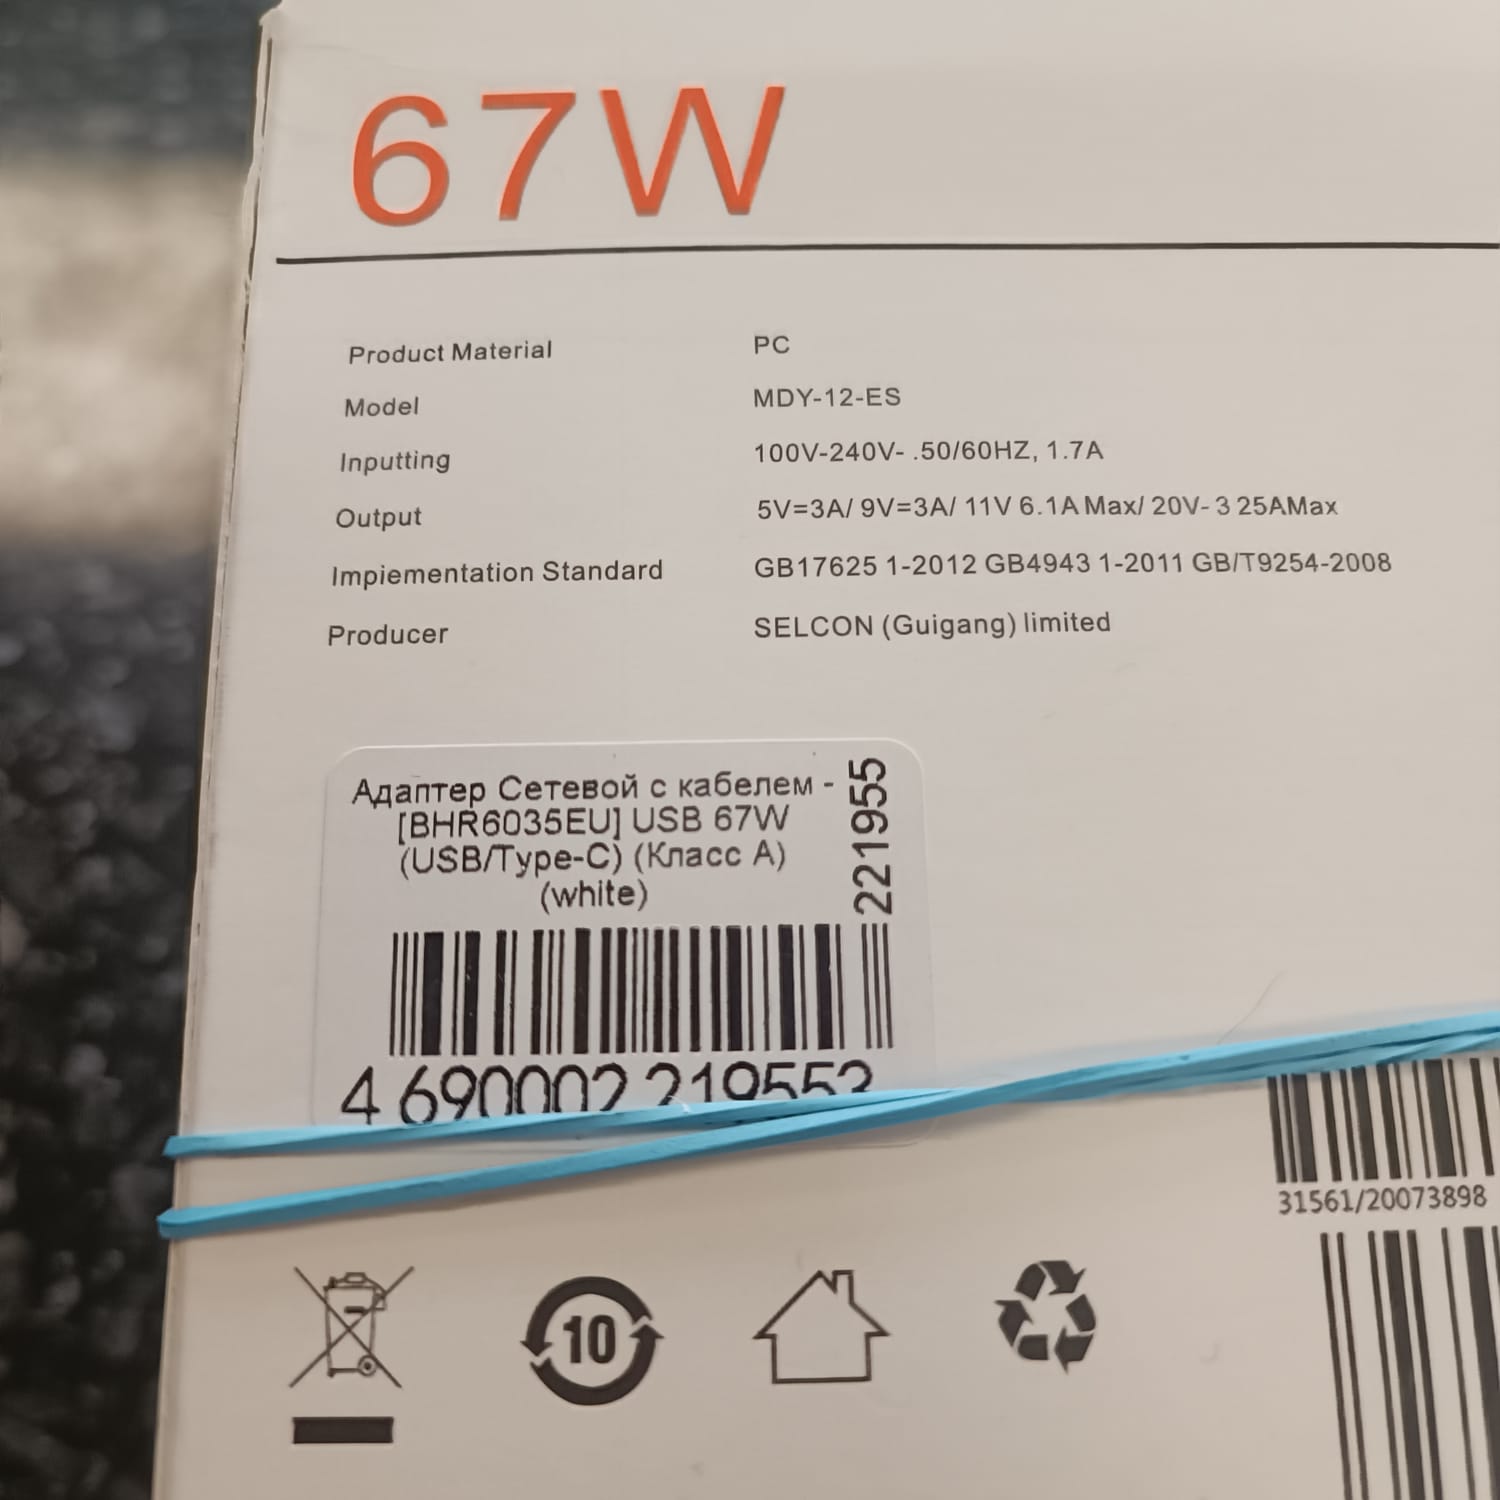 67W
Product Material PC
Model MDY-12-ES
Inputting 100V-240V- .50/60HZ, 1.7A
Output 5V=3A/ 9V=3A/ 11V 6.1A Max/ 20V- 3 25AMax
Impiementation Standard GB17625 1-2012 GB4943 1-2011 GB/T9254-2008
Producer SELCON (Guigang) limited
Адаптер Сетевой с кабелем -
[BHR6035EU] USB 67W
(USB/Type-C) (Класс A)
(white)
221955
4 690002 219553
31561/20073898
10